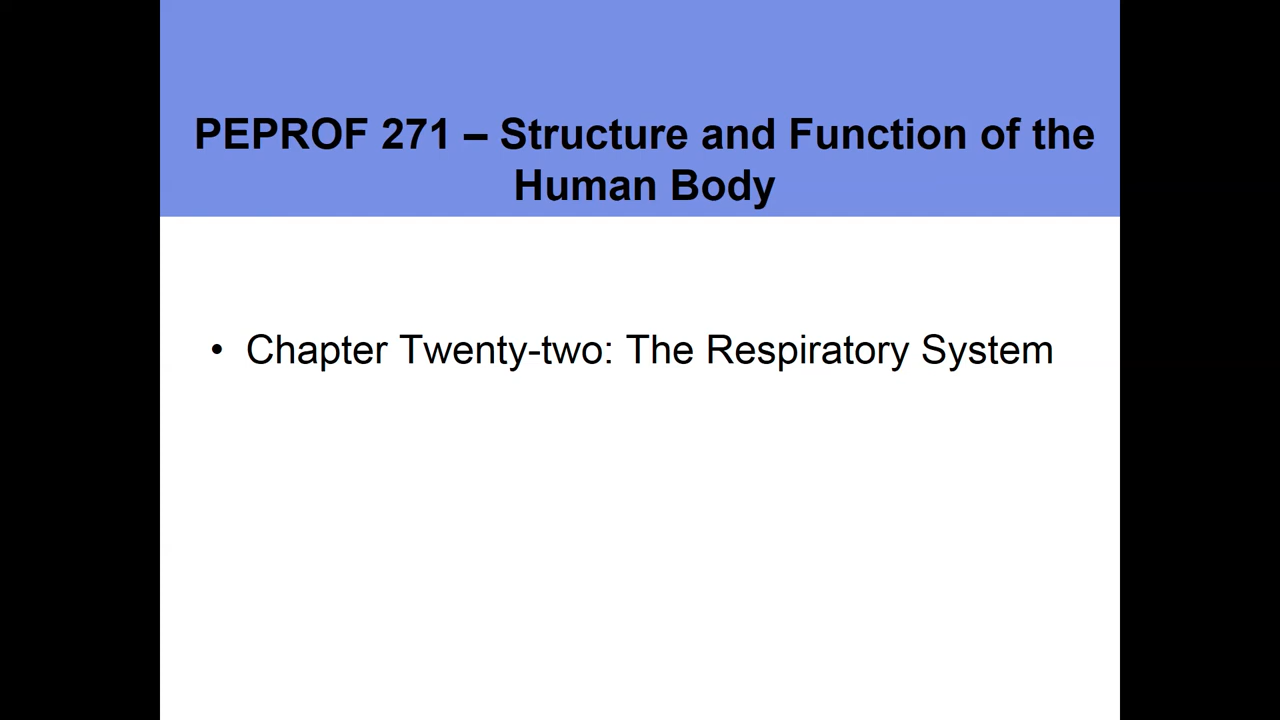 PEPROF 271 – Structure and Function of the
Human Body
• Chapter Twenty-two: The Respiratory System